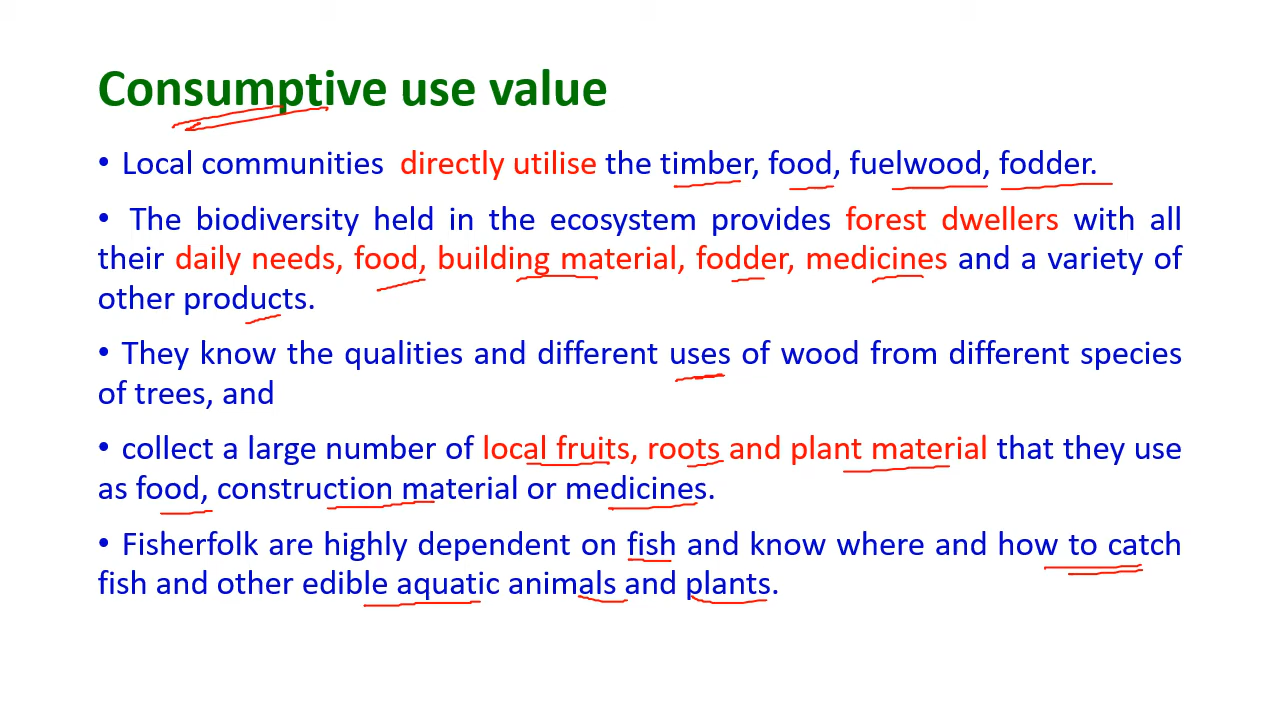 Consumptive use value
• Local communities directly utilise the timber, food, fuelwood, fodder.
• The biodiversity held in the ecosystem provides forest dwellers with all
their daily needs, food, building material, fodder, medicines and a variety of
other products.
• They know the qualities and different uses of wood from different species
of trees, and
• collect a large number of local fruits, roots and plant material that they use
as food, construction material or medicines.
• Fisherfolk are highly dependent on fish and know where and how to catch
fish and other edible aquatic animals and plants.